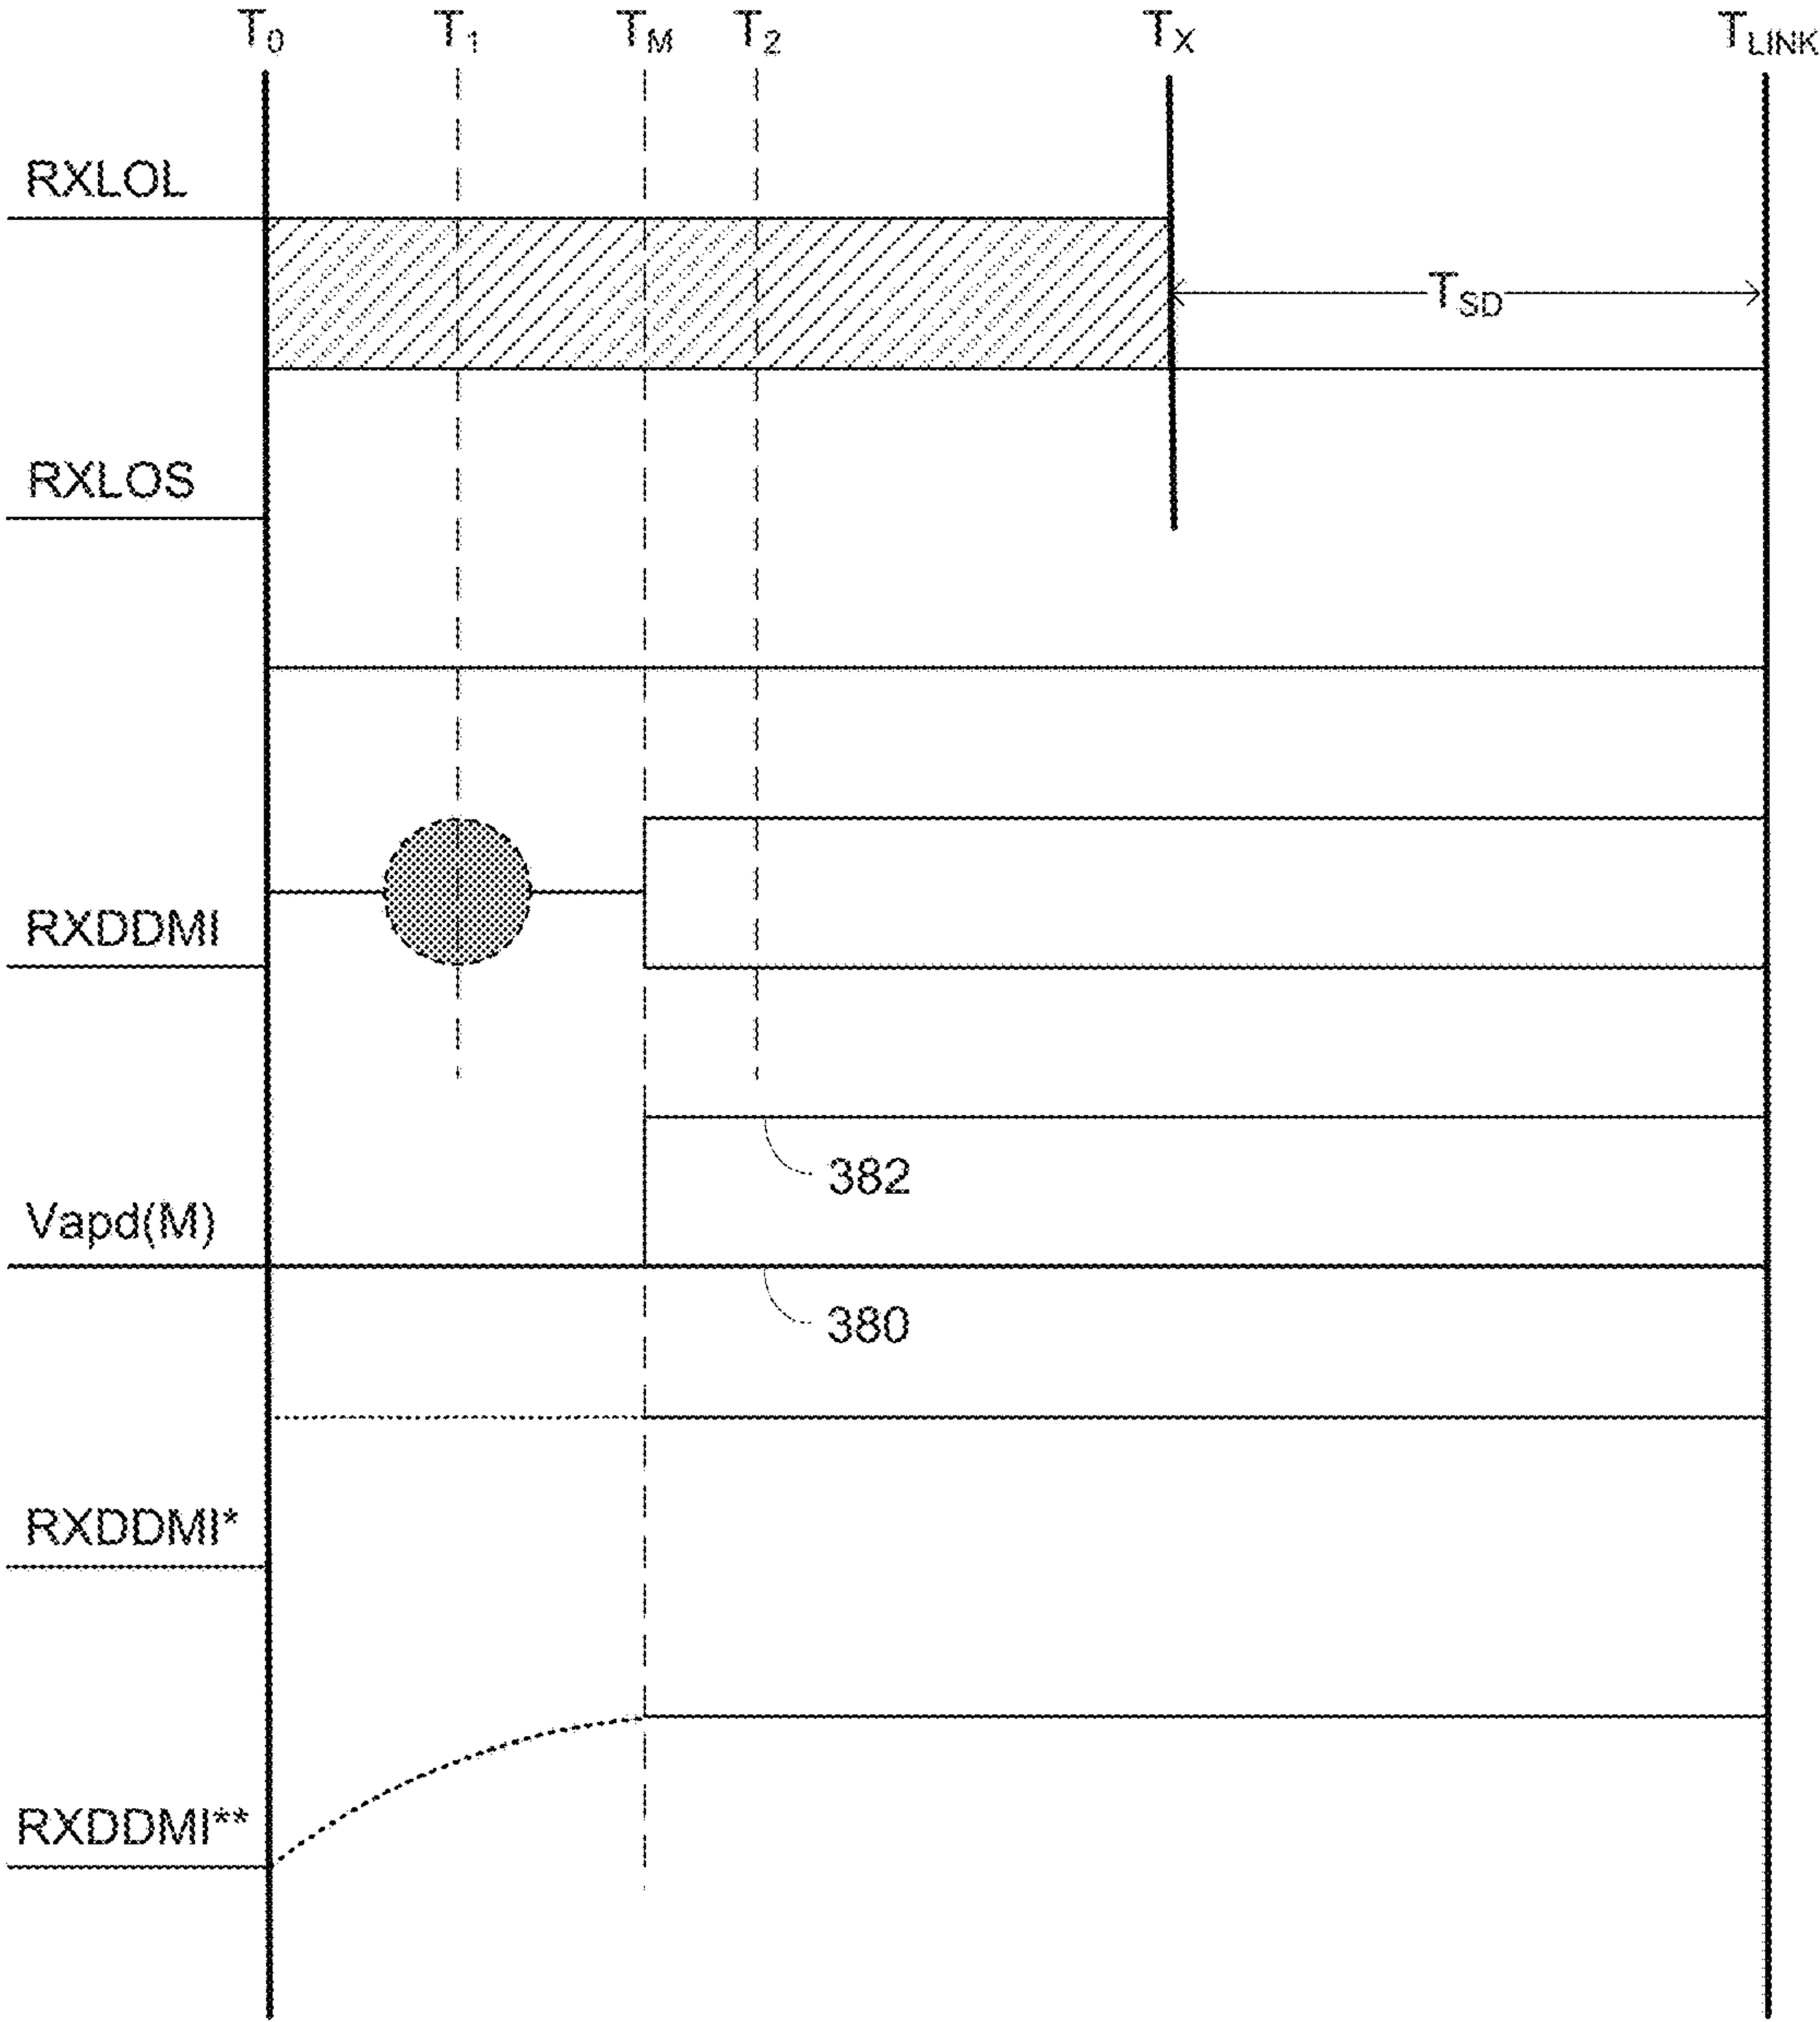 T0 T1 TM T2 TX TLINK
RXLOL
TSD
RXLOS
RXDDMI
382
Vapd(M)
380
RXDDMI*
RXDDMI**